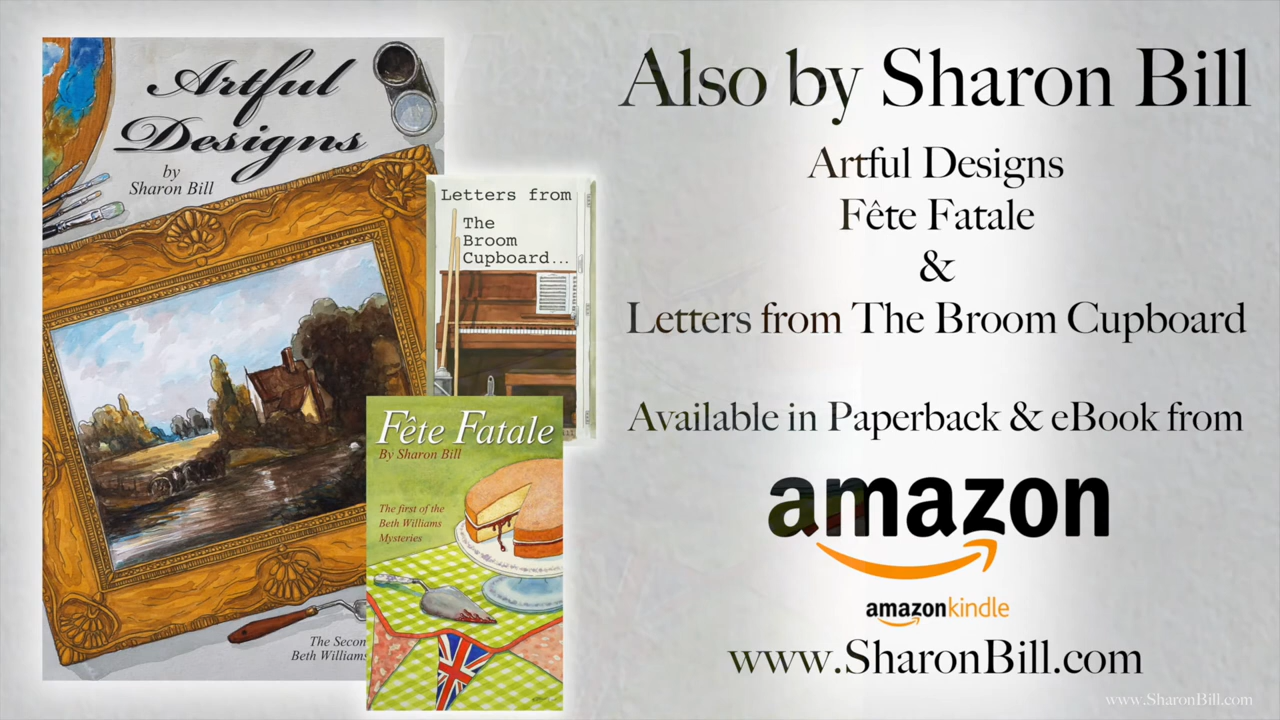 Artful
Designs
by
Sharon Bill
The Secon
Beth Williams
Letters from
The
Broom
Cupboard...
Fête Fatale
By Sharon Bill
The first of the
Beth Williams
Mysteries
Also by Sharon Bill
Artful Designs
Fête Fatale
&
Letters from The Broom Cupboard
Available in Paperback & eBook from
amazon
amazonkindle
www.SharonBill.com
www.SharonBill.com